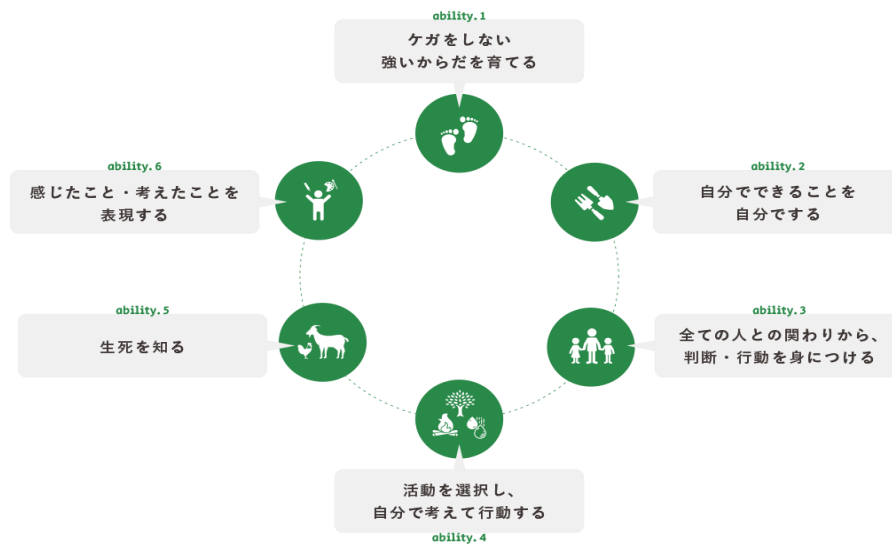 ability.1
ケガをしない
強いからだを育てる
ability.2
自分でできることを
自分でする
ability.3
全ての人との関わりから、
判断・行動を身につける
活動を選択し、
自分で考えて行動する
ability.4
ability.5
生死を知る
ability.6
感じたこと・考えたことを
表現する